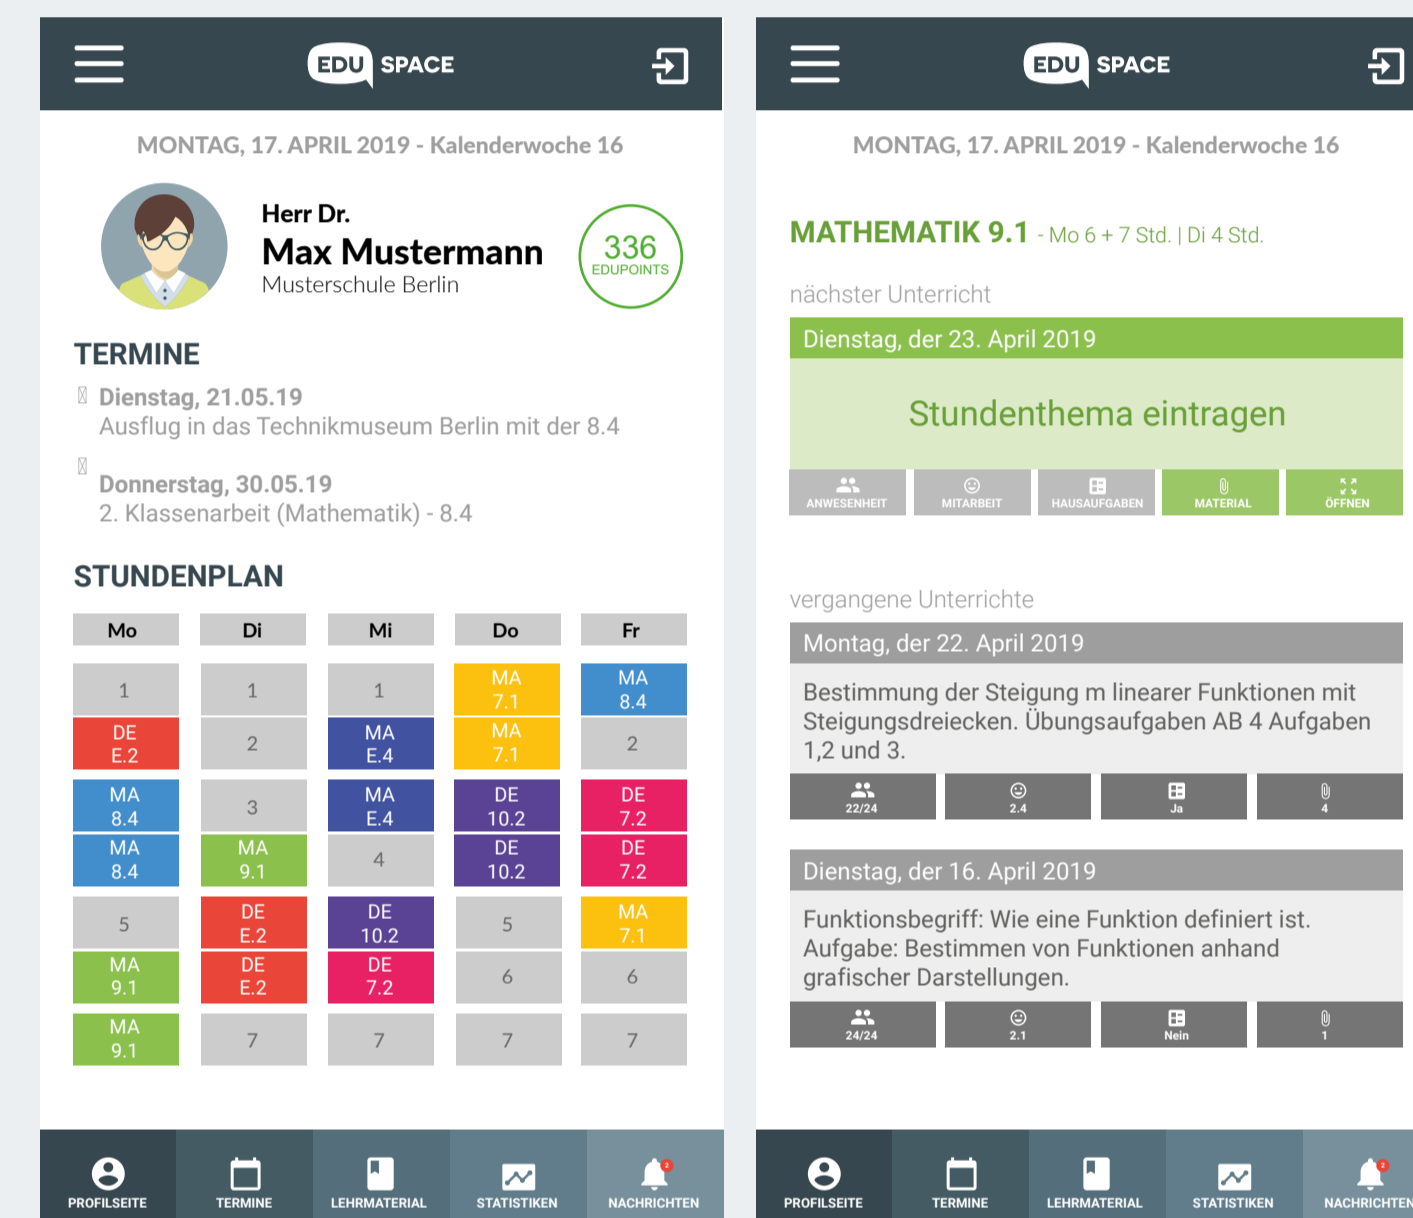 EDU SPACE
MONTAG, 17. APRIL 2019 - Kalenderwoche 16
Herr Dr.
Max Mustermann
Musterschule Berlin
336
EDUPOINTS
TERMINE
Dienstag, 21.05.19
Ausflug in das Technikmuseum Berlin mit der 8.4
Donnerstag, 30.05.19
2. Klassenarbeit (Mathematik) - 8.4
STUNDENPLAN
Mo Di Mi Do Fr
1 1 1 MA 7.1 MA 8.4
DE E.2 2 MA E.4 MA 7.1 2
MA 8.4 3 MA E.4 DE 10.2 DE 7.2
MA 8.4 MA 9.1 4 DE 10.2 DE 7.2
5 DE E.2 DE 10.2 5 MA 7.1
MA 9.1 DE E.2 DE 7.2 6 6
MA 9.1 7 7 7 7
PROFILSEITE TERMINE LEHRMATERIAL STATISTIKEN NACHRICHTEN
2
EDU SPACE
MONTAG, 17. APRIL 2019 - Kalenderwoche 16
MATHEMATIK 9.1 - Mo 6 + 7 Std. | Di 4 Std.
nächster Unterricht
Dienstag, der 23. April 2019
Stundenthema eintragen
ANWESENHEIT MITARBEIT HAUSAUFGABEN MATERIAL ÖFFNEN
vergangene Unterrichte
Montag, der 22. April 2019
Bestimmung der Steigung m linearer Funktionen mit
Steigungsdreiecken. Übungsaufgaben AB 4 Aufgaben
1,2 und 3.
22/24 2.4 Ja 4
Dienstag, der 16. April 2019
Funktionsbegriff: Wie eine Funktion definiert ist.
Aufgabe: Bestimmen von Funktionen anhand
grafischer Darstellungen.
24/24 2.1 Nein 1
PROFILSEITE TERMINE LEHRMATERIAL STATISTIKEN NACHRICHTEN
2